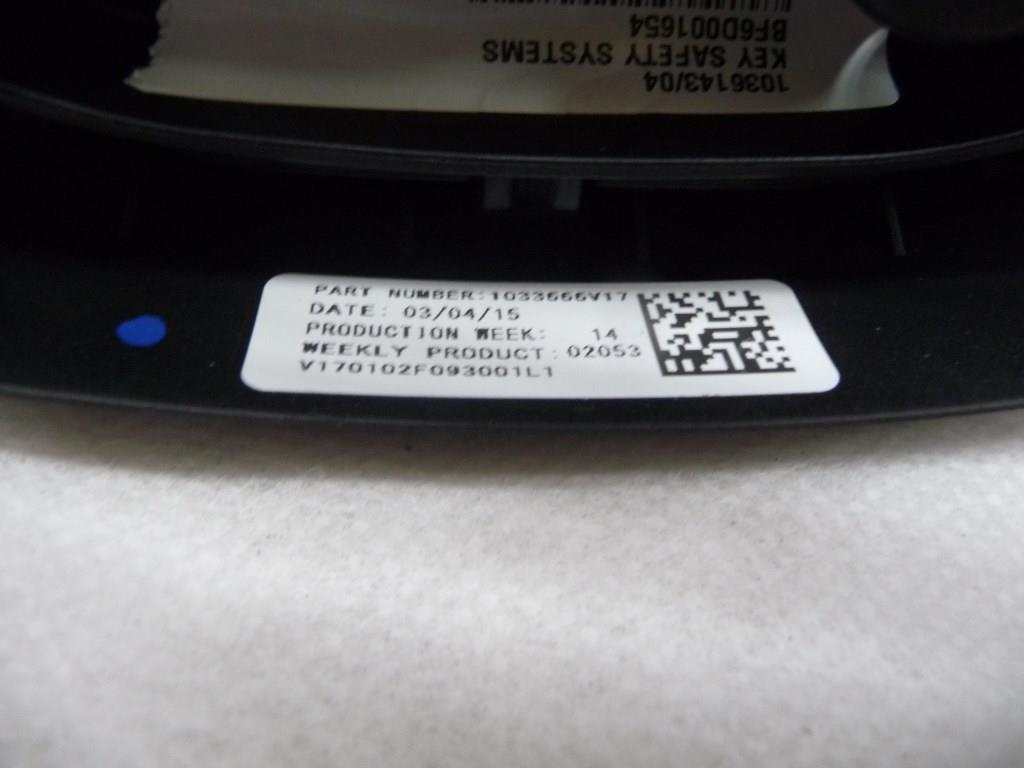 1036143/04
KEY SAFETY SYSTEMS
BF6D001654
PART NUMBER:1033666V17
DATE: 03/04/15
PRODUCTION WEEK: 14
WEEKLY PRODUCT: 02053
V170102F093001L1